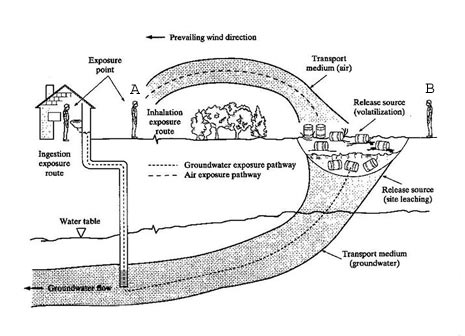 Prevailing wind direction
Exposure
point
A
Transport
medium (air)
B
Release source
(volatilization)
Inhalation
exposure
route
Ingestion
exposure
route
Groundwater exposure pathway
Air exposure pathway
Release source
(site leaching)
Water table
Transport medium
(groundwater)
Groundwater flow